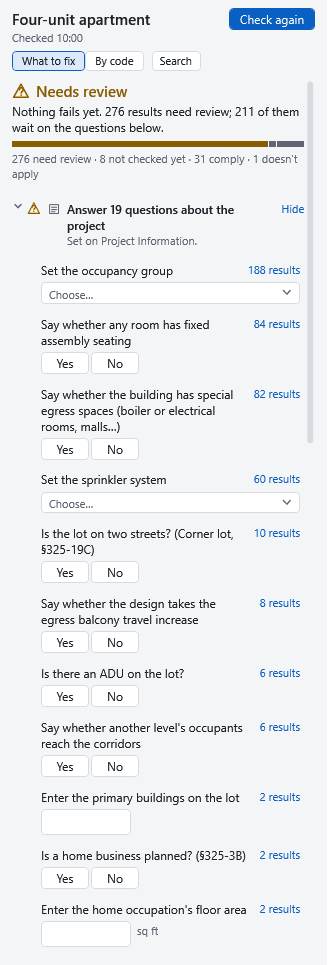 Four-unit apartment
Check again
Checked 10:00
What to fix
By code
Search
Needs review
Nothing fails yet. 276 results need review; 211 of them
wait on the questions below.
276 need review · 8 not checked yet · 31 comply · 1 doesn't
apply
Answer 19 questions about the
project
Hide
Set on Project Information.
Set the occupancy group
188 results
Choose...
Say whether any room has fixed
assembly seating
84 results
Yes
No
Say whether the building has special
egress spaces (boiler or electrical
rooms, malls...)
82 results
Yes
No
Set the sprinkler system
60 results
Choose...
Is the lot on two streets? (Corner lot,
§325-19C)
10 results
Yes
No
Say whether the design takes the
egress balcony travel increase
8 results
Yes
No
Is there an ADU on the lot?
6 results
Yes
No
Say whether another level's occupants
reach the corridors
6 results
Yes
No
Enter the primary buildings on the lot
2 results
Is a home business planned? (§325-3B)
2 results
Yes
No
Enter the home occupation's floor area
2 results
sq ft